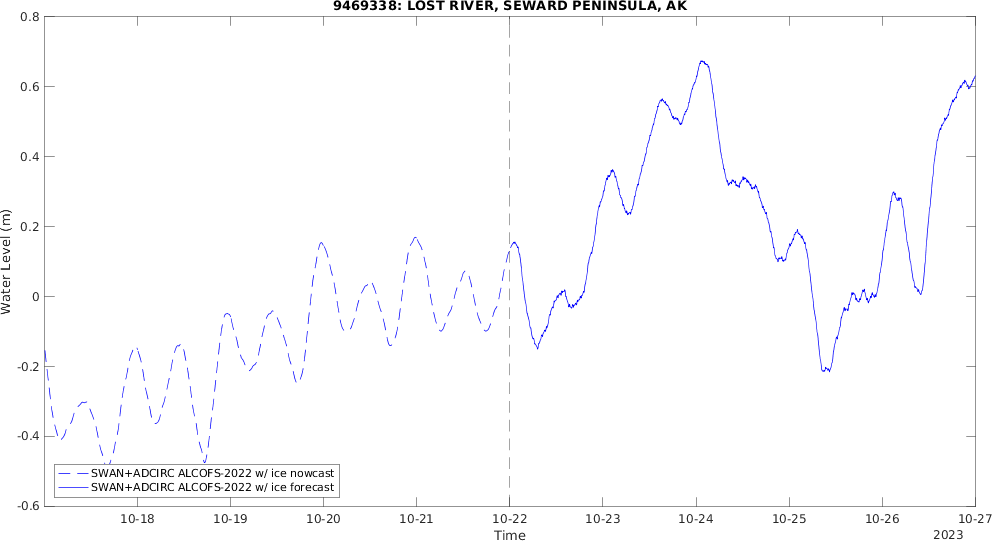 9469338: LOST RIVER, SEWARD PENINSULA, AK
0.8
0.6
0.4
0.2
0
-0.2
-0.4
-0.6
Water Level (m)
SWAN+ADCIRC ALCOFS-2022 w/ ice nowcast
SWAN+ADCIRC ALCOFS-2022 w/ ice forecast
10-18 10-19 10-20 10-21 10-22 10-23 10-24 10-25 10-26 10-27
Time
2023